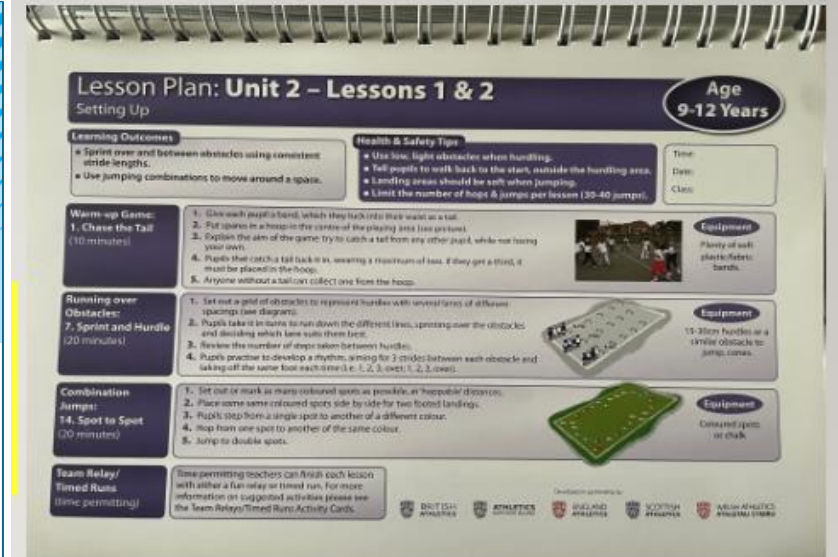 Lesson Plan: Unit 2 – Lessons 1 & 2
Setting Up
Age
9-12 Years
Learning Outcomes
• Sprint over and between obstacles using consistent
stride lengths.
• Use jumping combinations to move around a space.
Health & Safety Tips
• Use low, light obstacles when hurdling.
• Tell pupils to walk back to the start, outside the hurdling area.
• Landing areas should be soft when jumping.
• Limit the number of hops & jumps per lesson (30-40 jumps).
Time:
Date:
Class:
Warm-up Game:
1. Chase the Tail
(10 minutes)
1. Give each pupil a band, which they tuck into their waist as a tail.
2. Put spares in a hoop in the centre of the playing area (see picture).
3. Explain the aim of the game: try to catch a tail from any other pupil, while not losing
your own.
4. Pupils that catch a tail tuck it in, wearing a maximum of two. If they get a third, it
must be placed in the hoop.
5. Anyone without a tail can collect one from the hoop.
Equipment
Plenty of soft
plastic/fabric
bands.
Running over
Obstacles:
7. Sprint and Hurdle
(20 minutes)
1. Set out a grid of obstacles to represent hurdles with several lanes of different
spacings (see diagram).
2. Pupils take it in turns to run down the different lines, sprinting over the obstacles
and deciding which lane suits them best.
3. Review the number of steps taken between hurdles.
4. Pupils practise to develop a rhythm, aiming for 3 strides between each obstacle and
taking off the same foot each time (i.e. 1, 2, 3, over; 1, 2, 3, over).
Equipment
15-30cm hurdles or a
similar obstacle to
jump, cones.
Combination
Jumps:
14. Spot to Spot
(20 minutes)
1. Set out or mark as many coloured spots as possible, at 'hoppable' distances.
2. Place some same coloured spots side by side for two footed landings.
3. Pupils step from a single spot to another of a different colour.
4. Hop from one spot to another of the same colour.
5. Jump to double spots.
Equipment
Coloured spots
or chalk.
Team Relay/
Timed Runs
(time permitting)
Time permitting teachers can finish each lesson
with either a fun relay or timed run. For more
information on suggested activities please see
the Team Relays/Timed Runs Activity Cards.
Developed in partnership by
BRITISH
ATHLETICS
ATHLETICS
ENGLAND
ATHLETICS
SCOTTISH
ATHLETICS
WELSH ATHLETICS
ATHLETAU CYMRU